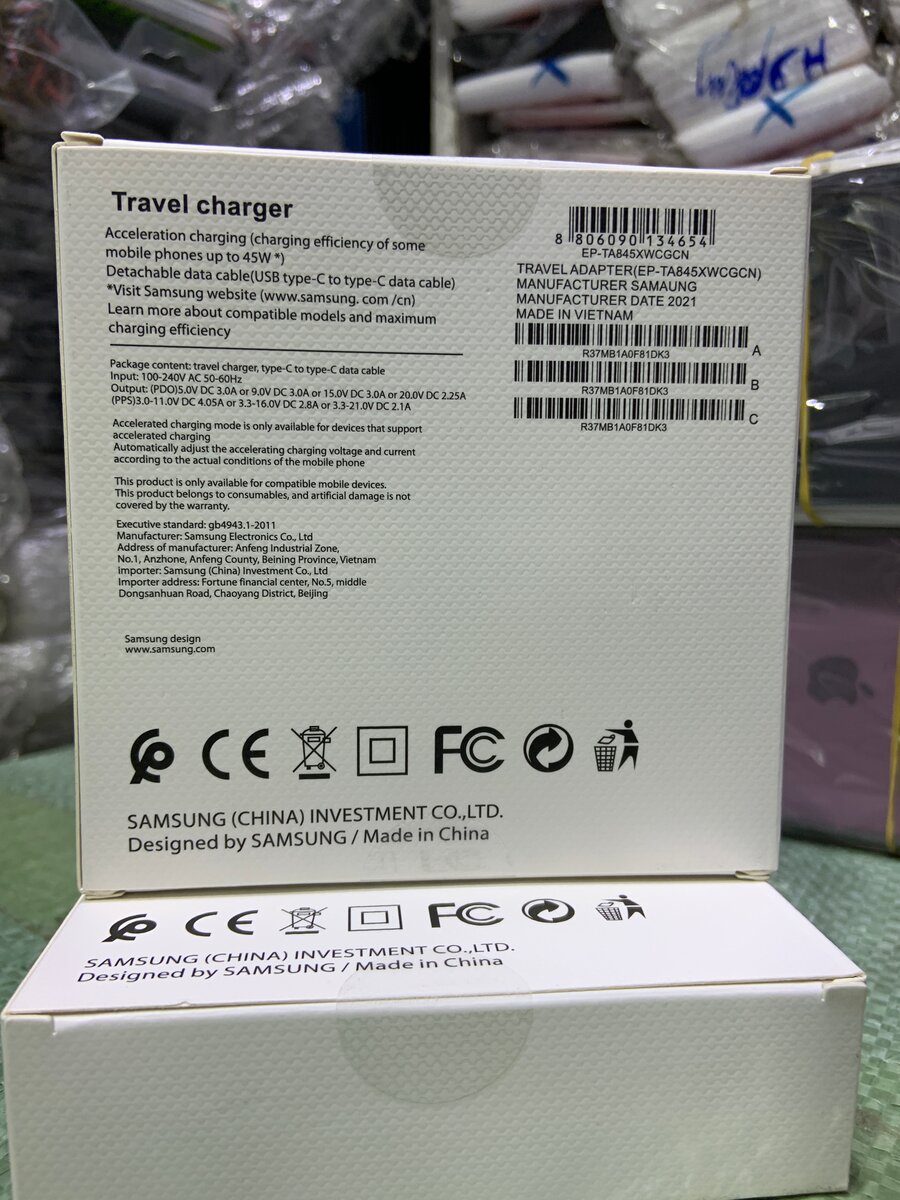 Travel charger
Acceleration charging (charging efficiency of some
mobile phones up to 45W *)
Detachable data cable(USB type-C to type-C data cable)
*Visit Samsung website (www.samsung. com /cn)
Learn more about compatible models and maximum
charging efficiency
Package content: travel charger, type-C to type-C data cable
Input: 100-240V AC 50-60Hz
Output: (PDO)5.0V DC 3.0A or 9.0V DC 3.0A or 15.0V DC 3.0A or 20.0V DC 2.25A
(PPS)3.0-11.0V DC 4.05A or 3.3-16.0V DC 2.8A or 3.3-21.0V DC 2.1A
Accelerated charging mode is only available for devices that support
accelerated charging
Automatically adjust the accelerating charging voltage and current
according to the actual conditions of the mobile phone
This product is only available for compatible mobile devices.
This product belongs to consumables, and artificial damage is not
covered by the warranty.
Executive standard: gb4943.1-2011
Manufacturer: Samsung Electronics Co., Ltd
Address of manufacturer: Anfeng Industrial Zone,
No.1, Anzhone, Anfeng County, Beining Province, Vietnam
importer: Samsung (China) Investment Co., Ltd
Importer address: Fortune financial center, No.5, middle
Dongsanhuan Road, Chaoyang District, Beijing
Samsung design
www.samsung.com
8 806090 134654
EP-TA845XWCGCN
TRAVEL ADAPTER(EP-TA845XWCGCN)
MANUFACTURER SAMAUNG
MANUFACTURER DATE 2021
MADE IN VIETNAM
A
R37MB1A0F81DK3
B
R37MB1A0F81DK3
C
R37MB1A0F81DK3
CE FC
SAMSUNG (CHINA) INVESTMENT CO.,LTD.
Designed by SAMSUNG / Made in China
CE FC
SAMSUNG (CHINA) INVESTMENT CO.,LTD.
Designed by SAMSUNG / Made in China